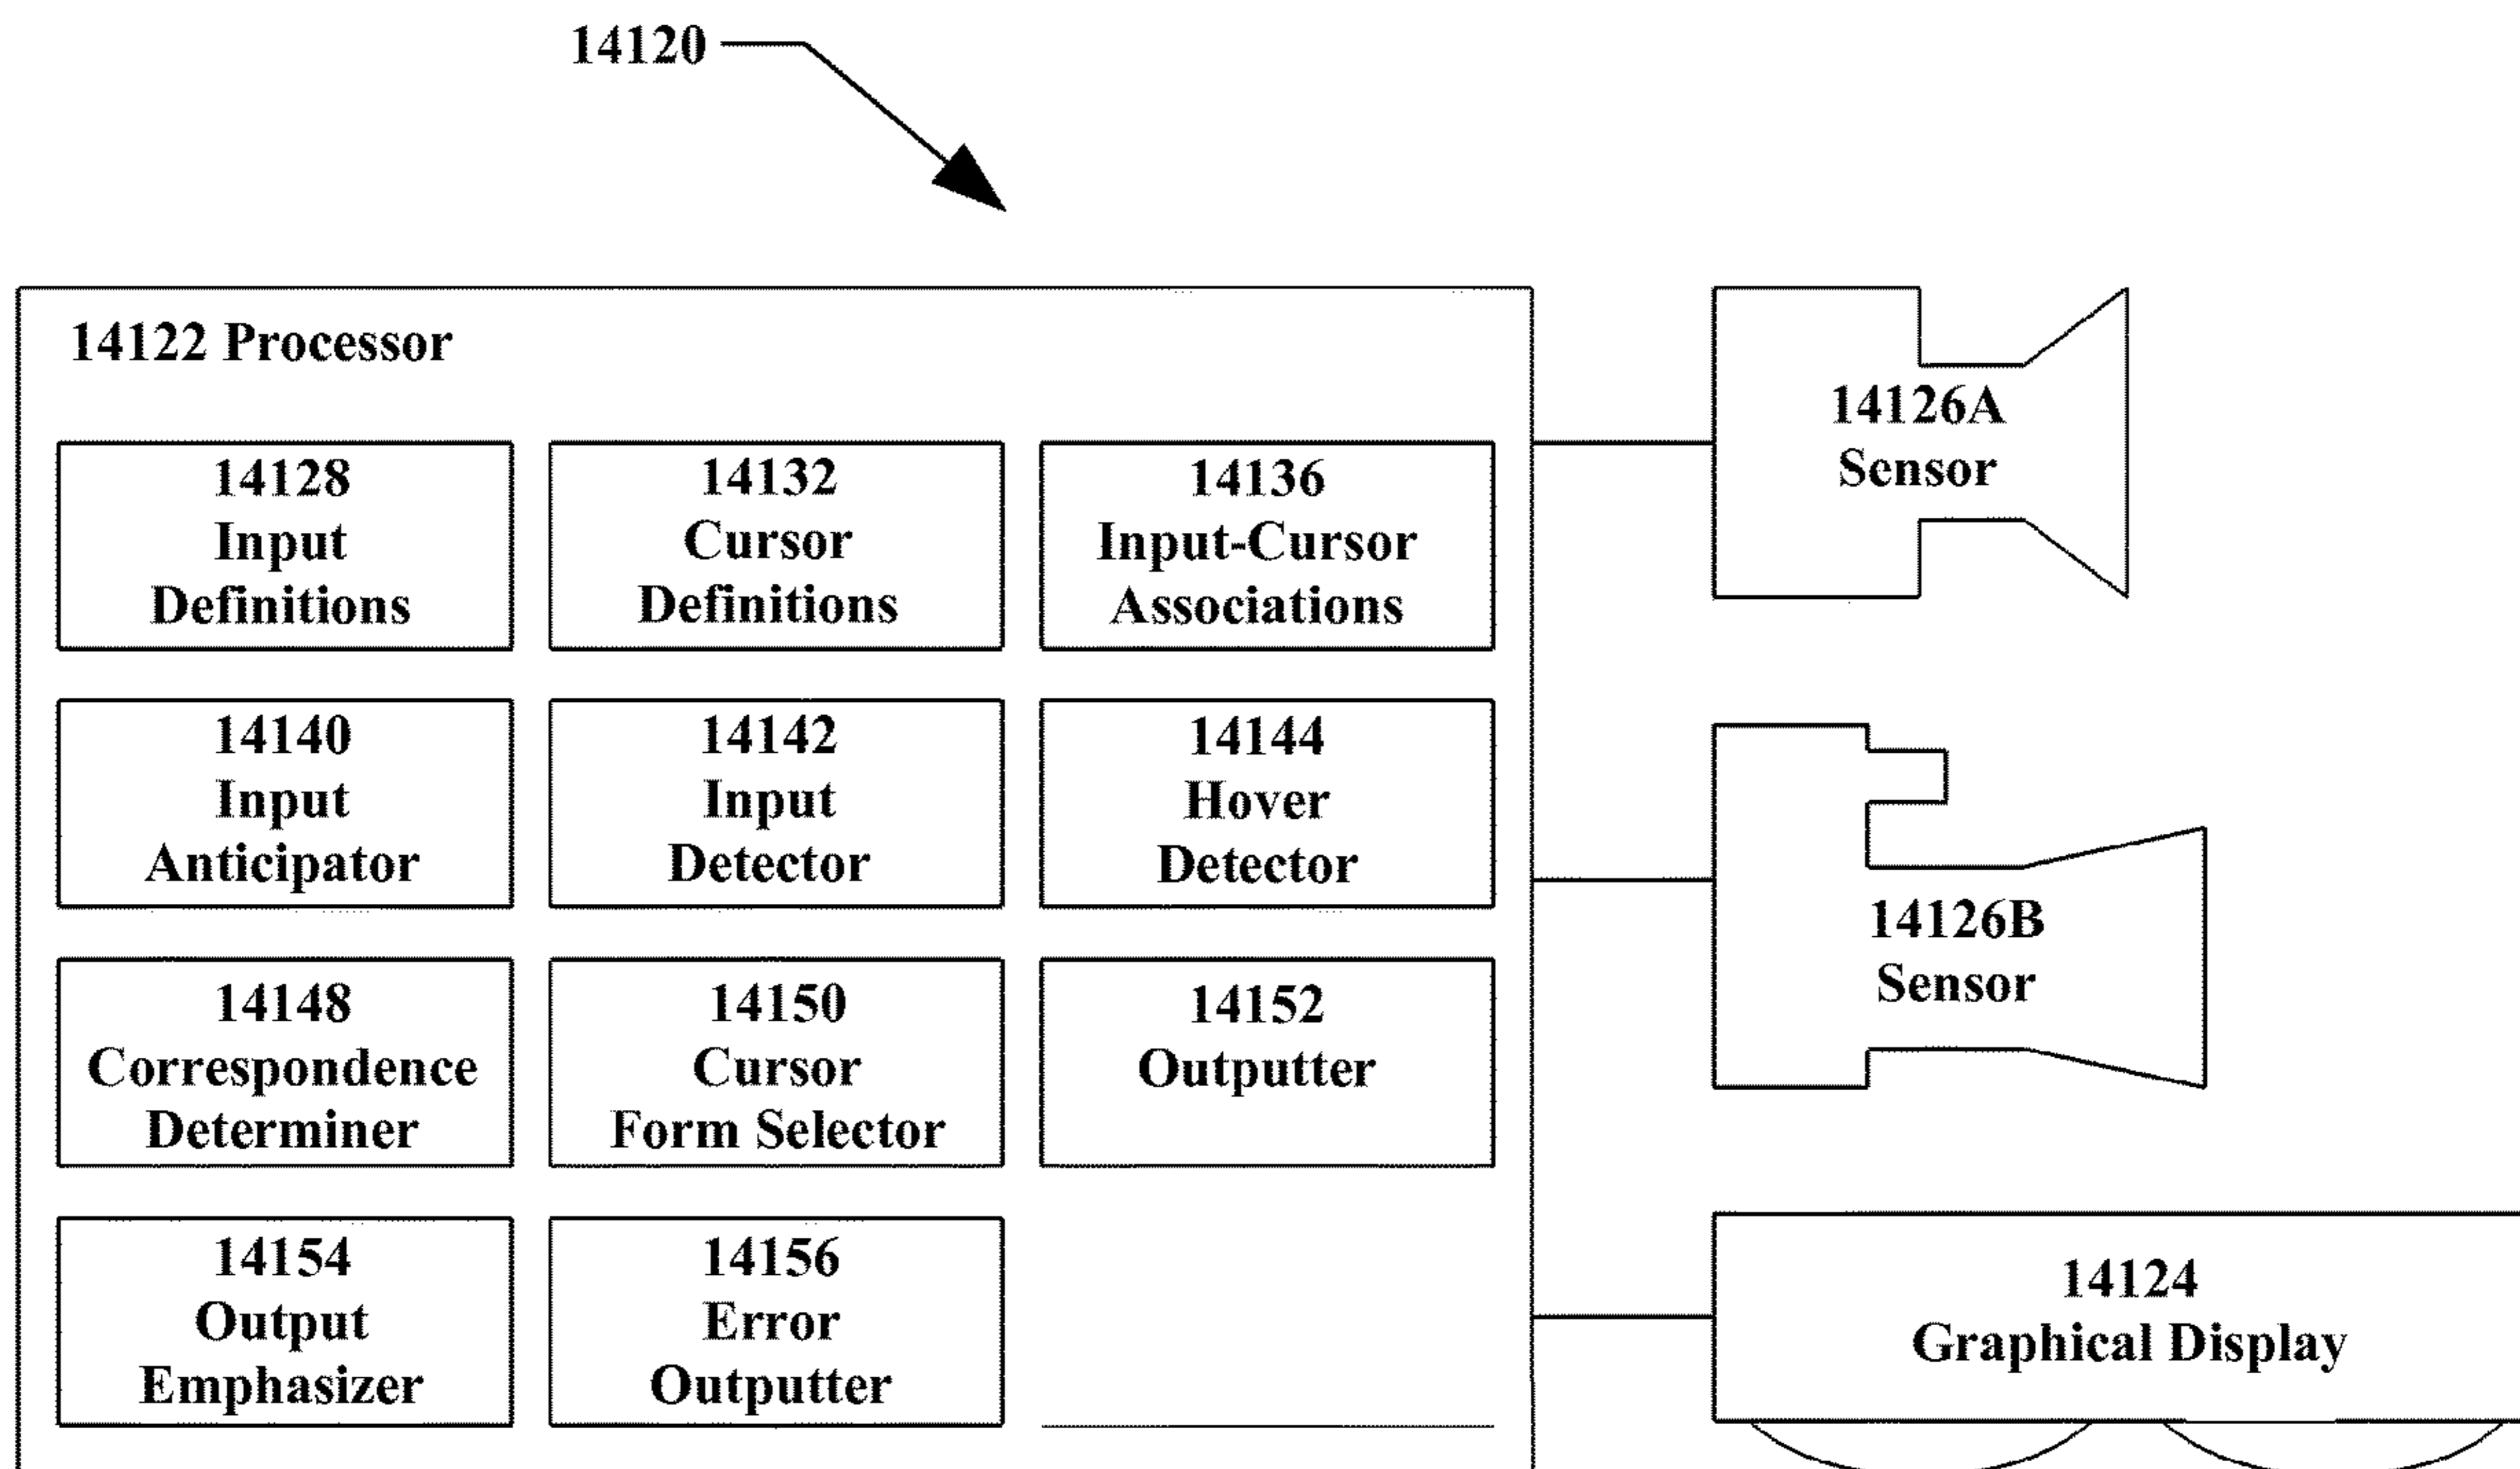 14120
14122 Processor
14128
Input
Definitions
14132
Cursor
Definitions
14136
Input-Cursor
Associations
14140
Input
Anticipator
14142
Input
Detector
14144
Hover
Detector
14148
Correspondence
Determiner
14150
Cursor
Form Selector
14152
Outputter
14154
Output
Emphasizer
14156
Error
Outputter
14126A
Sensor
14126B
Sensor
14124
Graphical Display